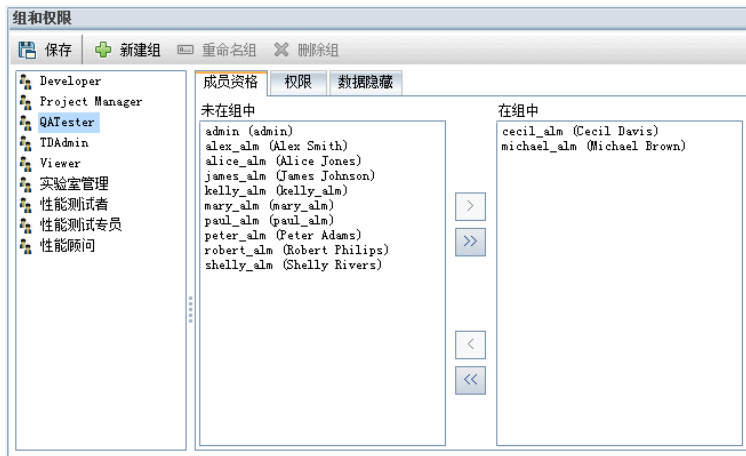 组和权限
保存 新建组 重命名组 删除组
Developer
Project Manager
QATester
TDAdmin
Viewer
实验室管理
性能测试者
性能测试专员
性能顾问
成员资格 权限 数据隐藏
未在组中
admin (admin)
alex_alm (Alex Smith)
alice_alm (Alice Jones)
james_alm (James Johnson)
kelly_alm (kelly_alm)
mary_alm (mary_alm)
paul_alm (paul_alm)
peter_alm (Peter Adams)
robert_alm (Robert Philips)
shelly_alm (Shelly Rivers)
>
>>
<
<<
在组中
cecil_alm (Cecil Davis)
michael_alm (Michael Brown)